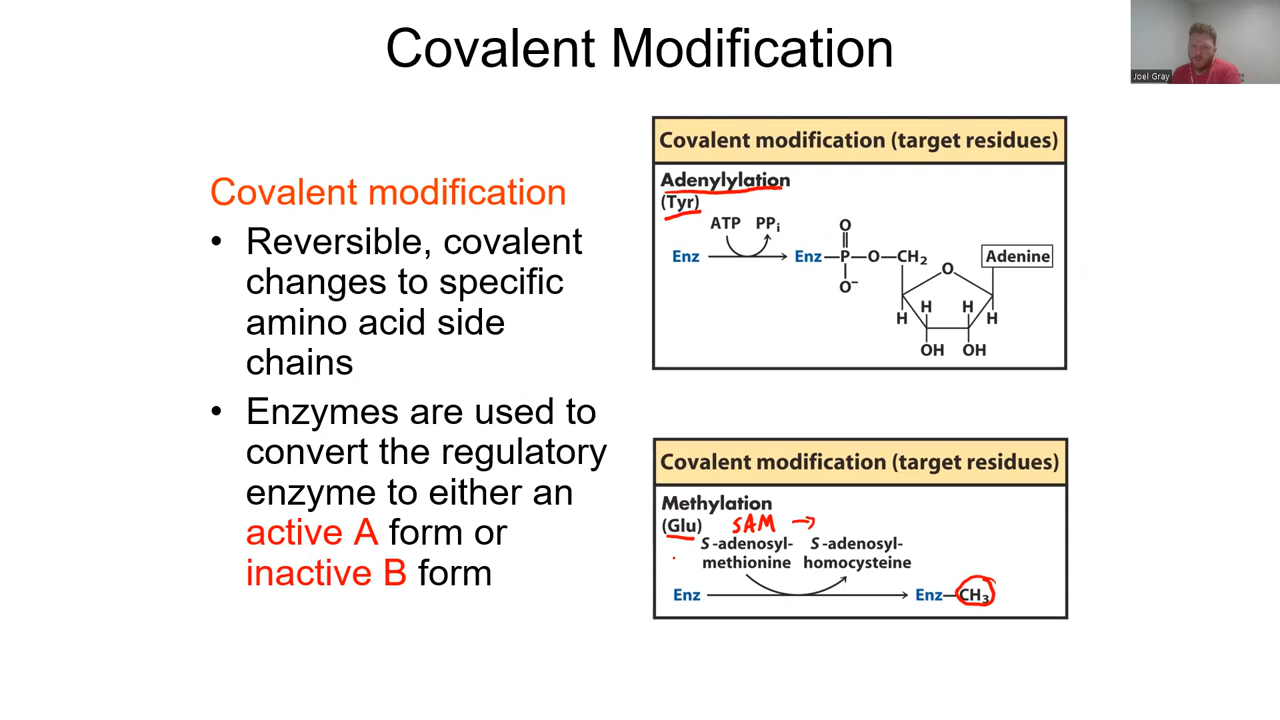 Covalent Modification
Joel Gray
Covalent modification
• Reversible, covalent
changes to specific
amino acid side
chains
• Enzymes are used to
convert the regulatory
enzyme to either an
active A form or
inactive B form
Covalent modification (target residues)
Adenylylation
(Tyr)
ATP PPi
Enz
Enz—P—O—CH2
O
O−
O
Adenine
H H H H
OH OH
Covalent modification (target residues)
Methylation
(Glu) SAM →
S-adenosyl- S-adenosyl-
methionine homocysteine
Enz Enz—CH3